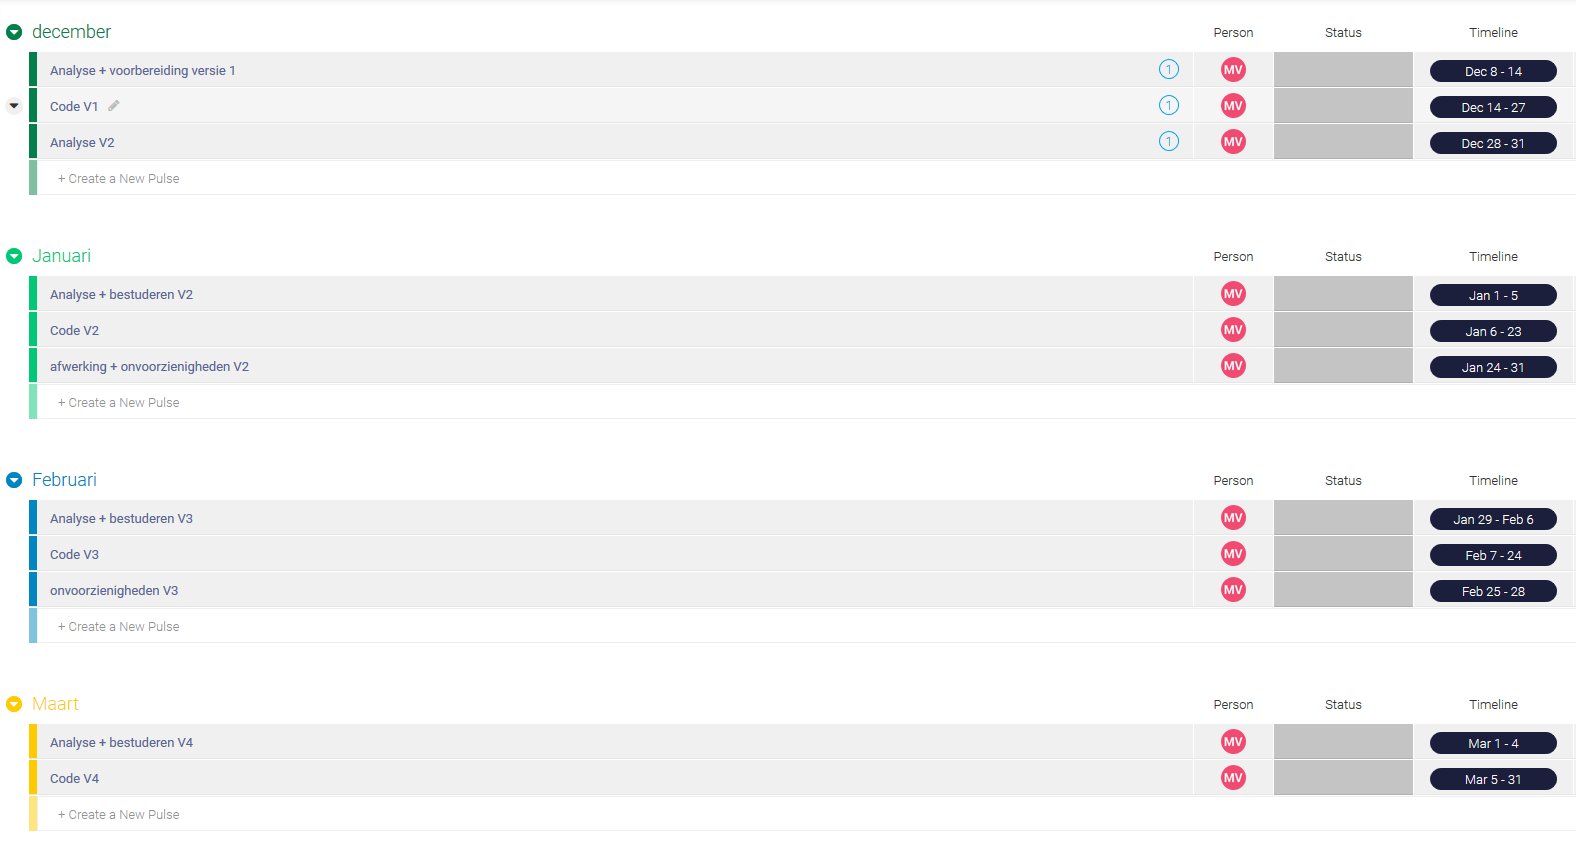 december Person Status Timeline
Analyse + voorbereiding versie 1 1 MV Dec 8 - 14
Code V1 1 MV Dec 14 - 27
Analyse V2 1 MV Dec 28 - 31
+ Create a New Pulse
Januari Person Status Timeline
Analyse + bestuderen V2 MV Jan 1 - 5
Code V2 MV Jan 6 - 23
afwerking + onvoorzienigheden V2 MV Jan 24 - 31
+ Create a New Pulse
Februari Person Status Timeline
Analyse + bestuderen V3 MV Jan 29 - Feb 6
Code V3 MV Feb 7 - 24
onvoorzienigheden V3 MV Feb 25 - 28
+ Create a New Pulse
Maart Person Status Timeline
Analyse + bestuderen V4 MV Mar 1 - 4
Code V4 MV Mar 5 - 31
+ Create a New Pulse